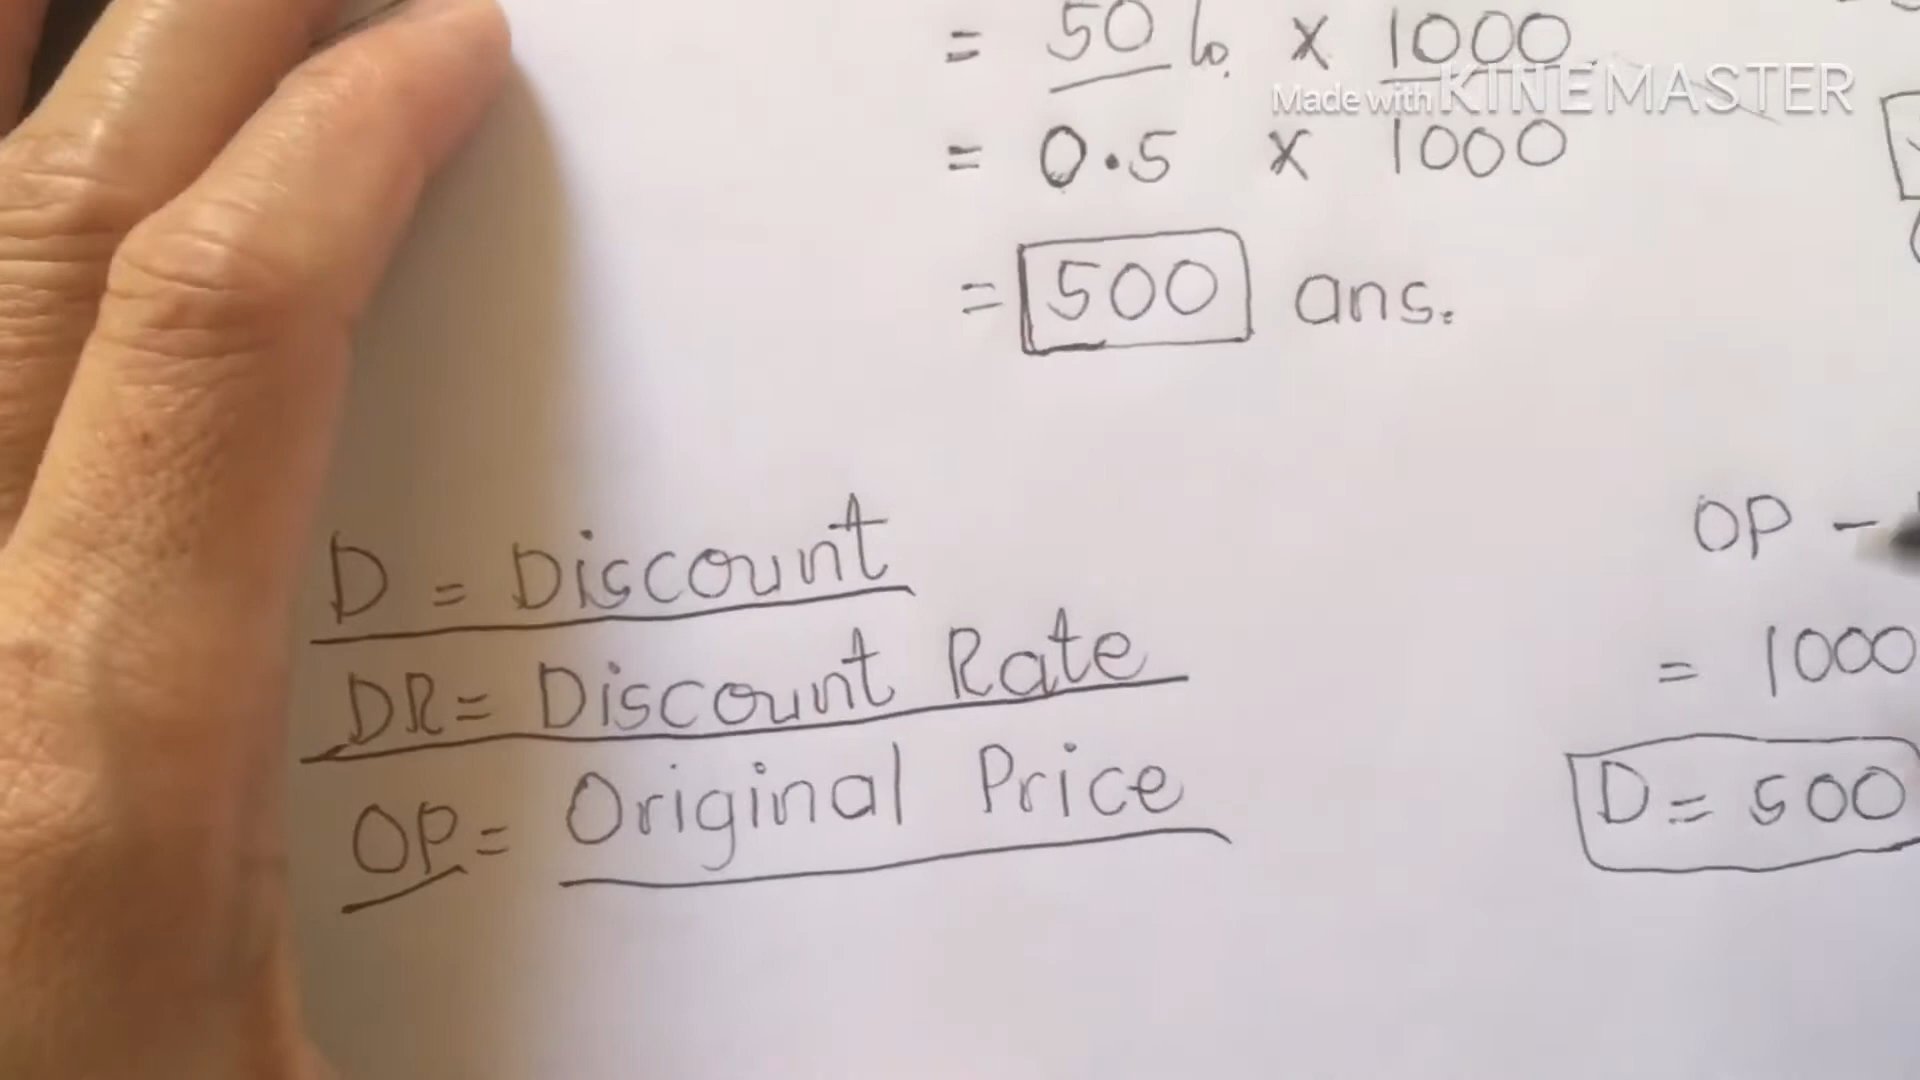 = 50% × 1000
Made with KINEMASTER
= 0.5 × 1000
= 500 ans.
D = Discount
DR = Discount Rate
OP = Original Price
OP -
= 1000
D = 500